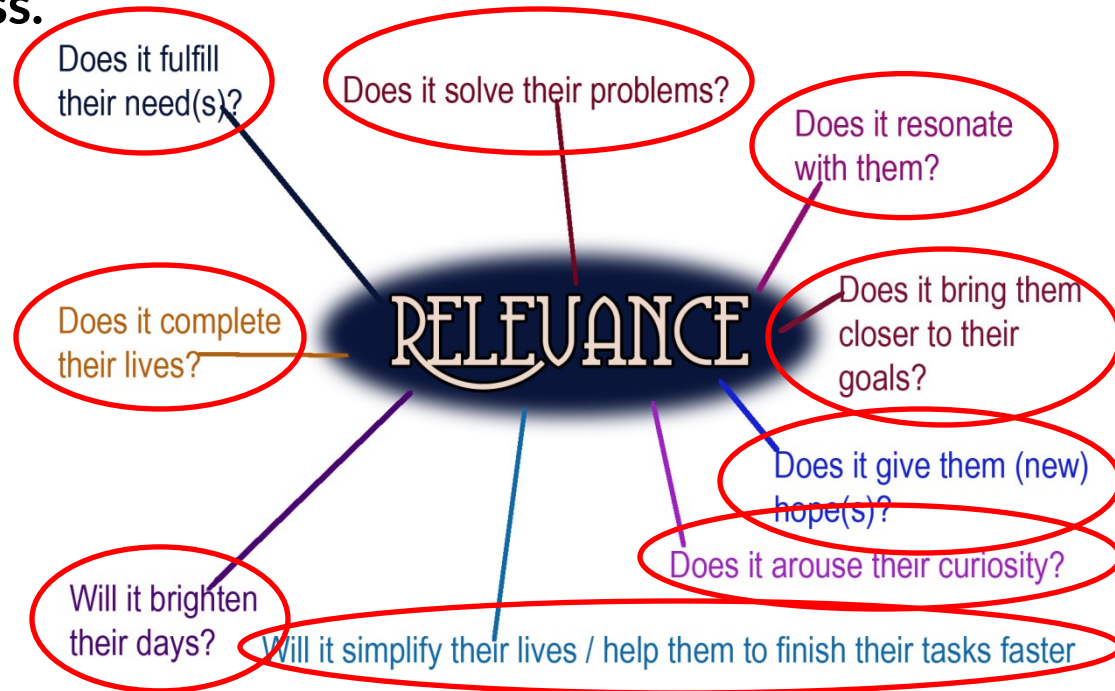 ss.
Does it fulfill
their need(s)?
Does it solve their problems?
Does it resonate
with them?
RELEVANCE
Does it bring them
closer to their
goals?
Does it complete
their lives?
Does it give them (new)
hope(s)?
Does it arouse their curiosity?
Will it brighten
their days?
Will it simplify their lives / help them to finish their tasks faster